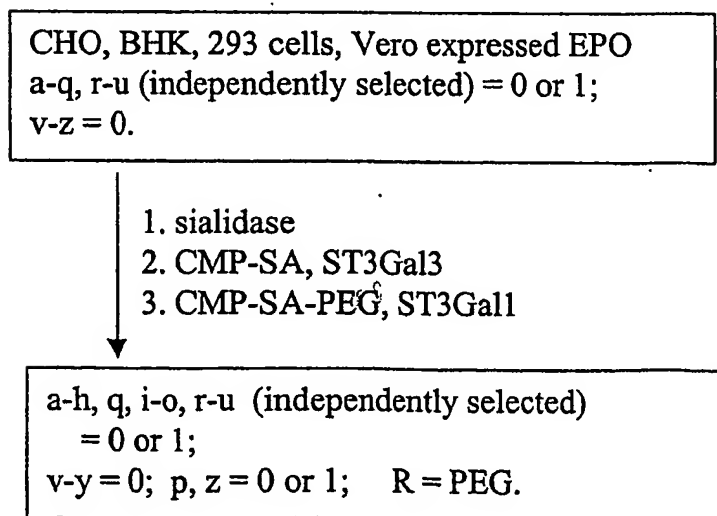 CHO, BHK, 293 cells, Vero expressed EPO
a-q, r-u (independently selected) = 0 or 1;
v-z = 0.
1. sialidase
2. CMP-SA, ST3Gal3
3. CMP-SA-PEG, ST3Gal1
a-h, q, i-o, r-u (independently selected)
= 0 or 1;
v-y = 0; p, z = 0 or 1; R = PEG.